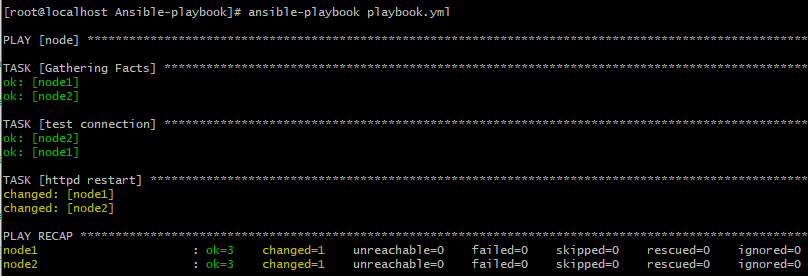 [root@localhost Ansible-playbook]# ansible-playbook playbook.yml
PLAY [node] *******************************************************************************************************
TASK [Gathering Facts] ********************************************************************************************
ok: [node1]
ok: [node2]
TASK [test connection] ********************************************************************************************
ok: [node2]
ok: [node1]
TASK [httpd restart] **********************************************************************************************
changed: [node1]
changed: [node2]
PLAY RECAP ********************************************************************************************************
node1 : ok=3 changed=1 unreachable=0 failed=0 skipped=0 rescued=0 ignored=0
node2 : ok=3 changed=1 unreachable=0 failed=0 skipped=0 rescued=0 ignored=0